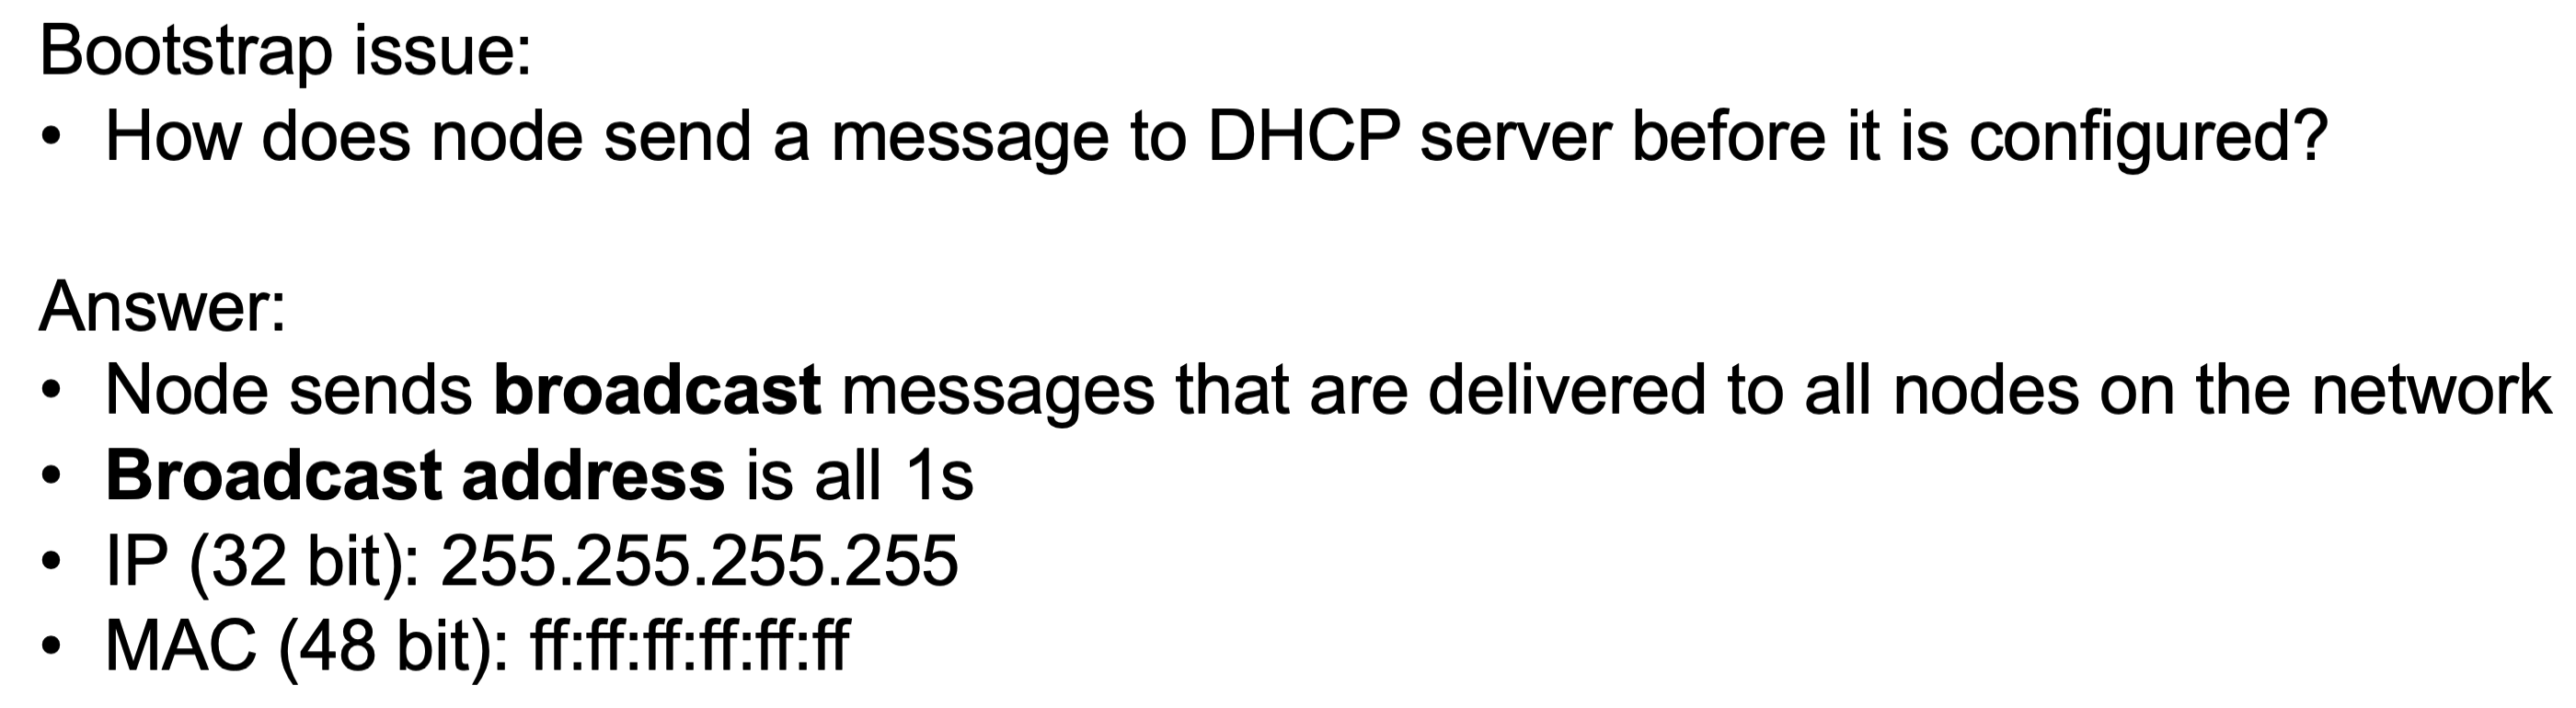 Bootstrap issue:
• How does node send a message to DHCP server before it is configured?
Answer:
• Node sends broadcast messages that are delivered to all nodes on the network
• Broadcast address is all 1s
• IP (32 bit): 255.255.255.255
• MAC (48 bit): ff:ff:ff:ff:ff:ff